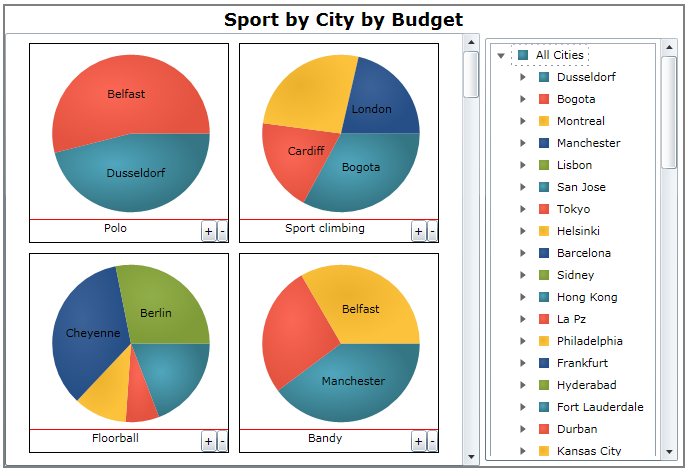 Sport by City by Budget
Belfast
Dusseldorf
Polo
+ -
London
Cardiff
Bogota
Sport climbing
+ -
Berlin
Cheyenne
Floorball
+ -
Belfast
Manchester
Bandy
+ -
All Cities
Dusseldorf
Bogota
Montreal
Manchester
Lisbon
San Jose
Tokyo
Helsinki
Barcelona
Sidney
Hong Kong
La Pz
Philadelphia
Frankfurt
Hyderabad
Fort Lauderdale
Durban
Kansas City